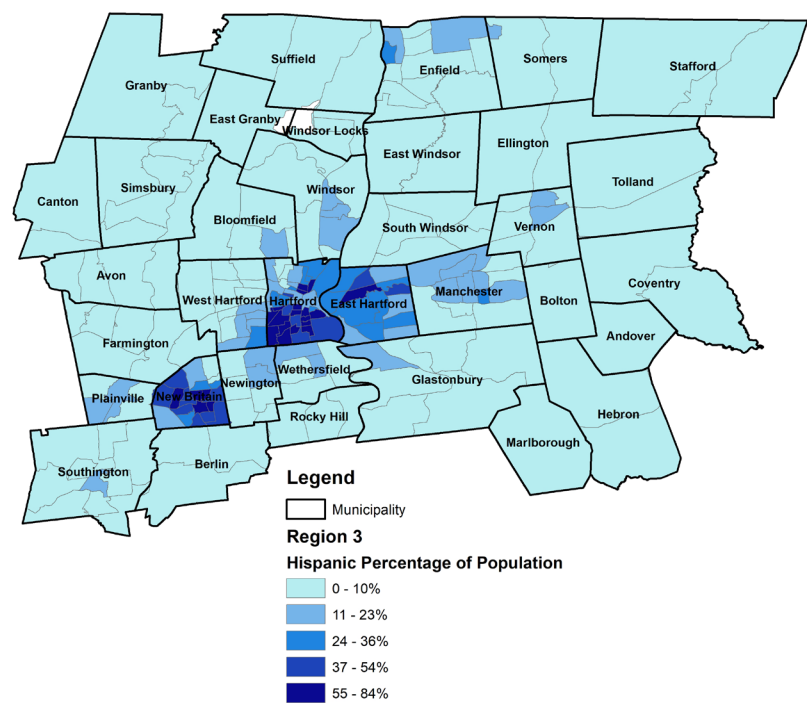 Suffield
Enfield
Somers
Stafford
Granby
East Granby
Windsor Locks
East Windsor
Ellington
Tolland
Canton
Simsbury
Windsor
Bloomfield
South Windsor
Vernon
Avon
West Hartford
Hartford
East Hartford
Manchester
Bolton
Coventry
Farmington
Andover
Plainville
New Britain
Newington
Wethersfield
Glastonbury
Rocky Hill
Hebron
Marlborough
Southington
Berlin
Legend
Municipality
Region 3
Hispanic Percentage of Population
0 - 10%
11 - 23%
24 - 36%
37 - 54%
55 - 84%